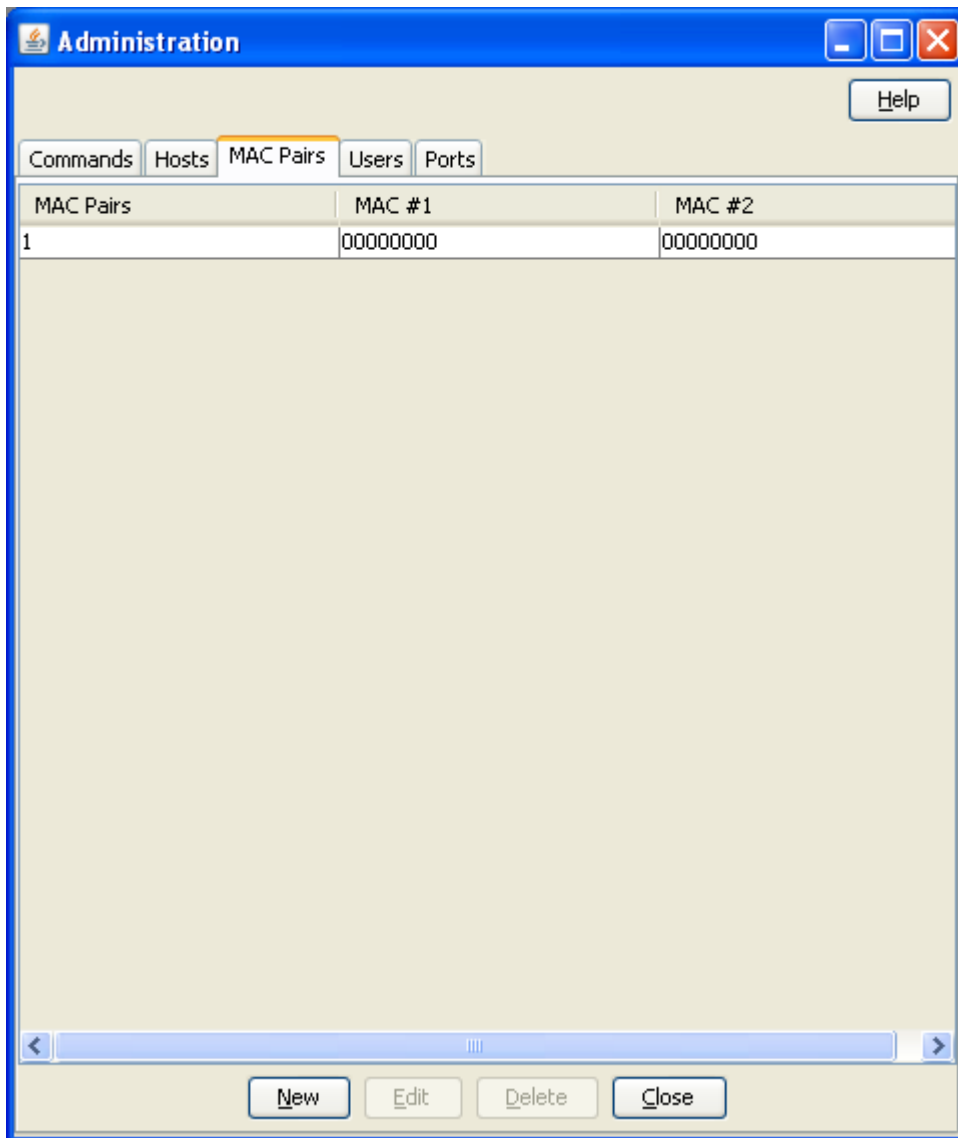 Administration
Help
Commands Hosts MAC Pairs Users Ports
MAC Pairs MAC #1 MAC #2
1 00000000 00000000
New Edit Delete Close